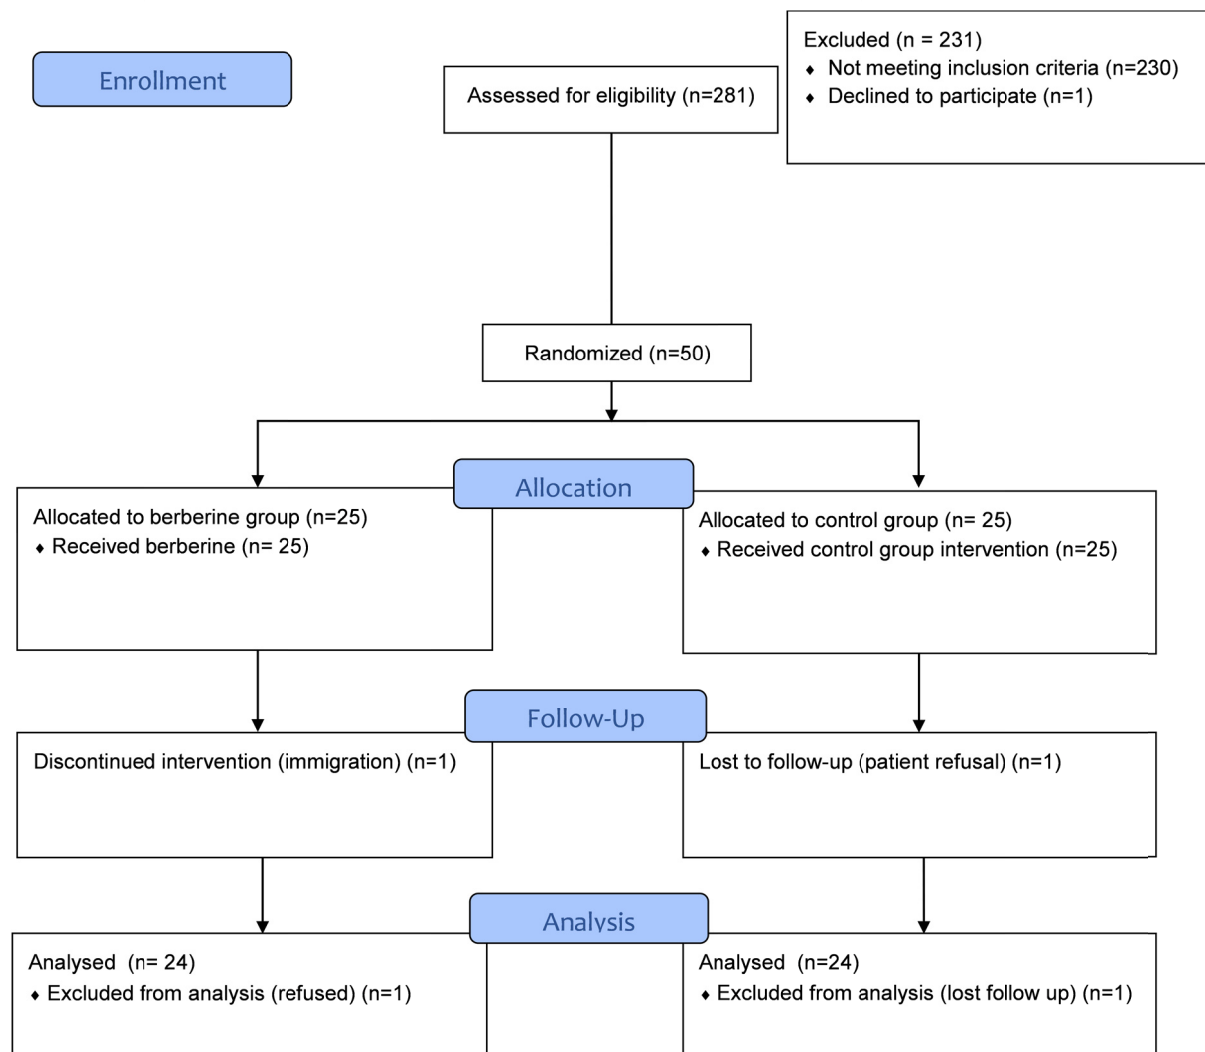 Enrollment
Assessed for eligibility (n=281)
Excluded (n = 231)
♦ Not meeting inclusion criteria (n=230)
♦ Declined to participate (n=1)
Randomized (n=50)
Allocation
Allocated to berberine group (n=25)
♦ Received berberine (n= 25)
Allocated to control group (n= 25)
♦ Received control group intervention (n=25)
Follow-Up
Discontinued intervention (immigration) (n=1)
Lost to follow-up (patient refusal) (n=1)
Analysis
Analysed (n= 24)
♦ Excluded from analysis (refused) (n=1)
Analysed (n=24)
♦ Excluded from analysis (lost follow up) (n=1)